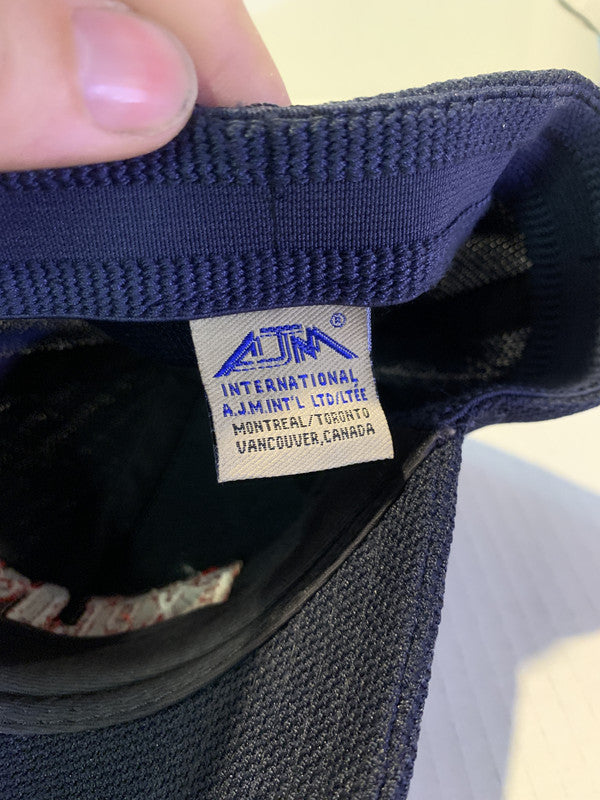 AJM®
INTERNATIONAL
A.J.M.INT'L LTD/LTÉE
MONTREAL/TORONTO
VANCOUVER,CANADA